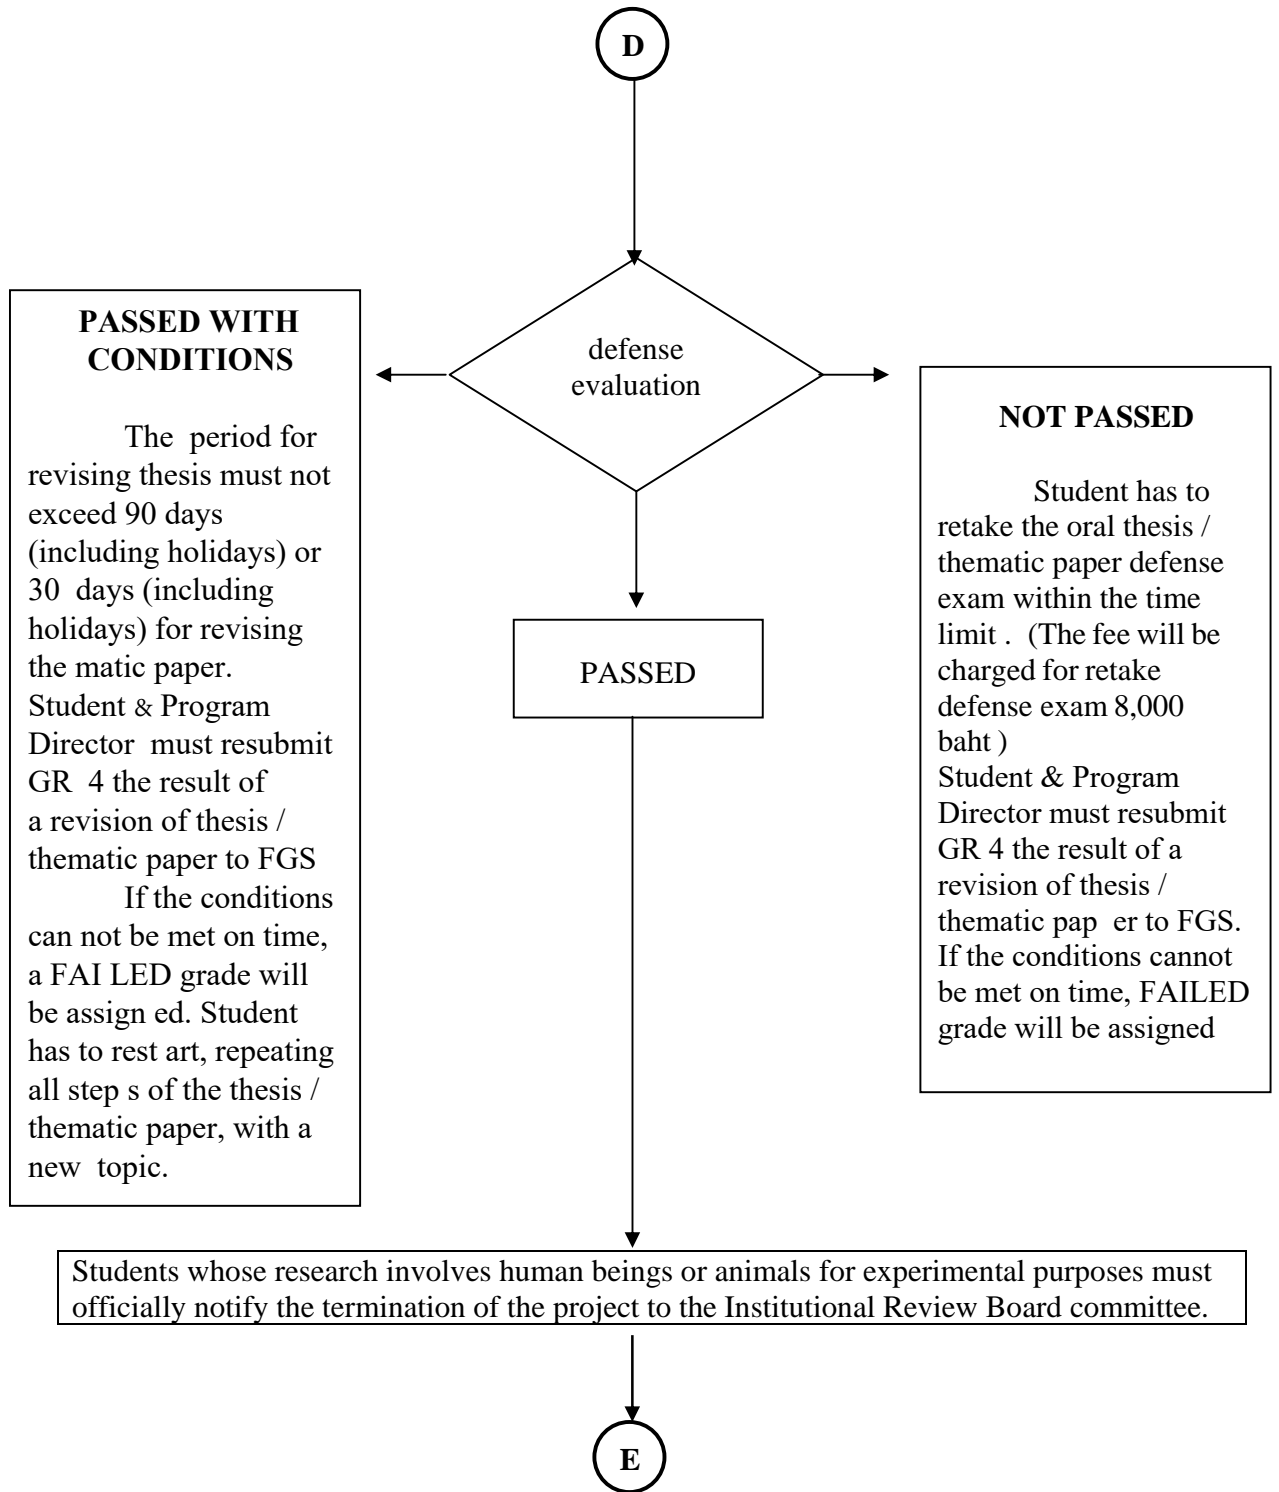 D
defense
evaluation
PASSED WITH
CONDITIONS
The period for
revising thesis must not
exceed 90 days
(including holidays) or
30 days (including
holidays) for revising
the matic paper.
Student & Program
Director must resubmit
GR 4 the result of
a revision of thesis /
thematic paper to FGS
If the conditions
can not be met on time,
a FAI LED grade will
be assign ed. Student
has to rest art, repeating
all step s of the thesis /
thematic paper, with a
new topic.
NOT PASSED
Student has to
retake the oral thesis /
thematic paper defense
exam within the time
limit . (The fee will be
charged for retake
defense exam 8,000
baht )
Student & Program
Director must resubmit
GR 4 the result of a
revision of thesis /
thematic pap er to FGS.
If the conditions cannot
be met on time, FAILED
grade will be assigned
PASSED
Students whose research involves human beings or animals for experimental purposes must
officially notify the termination of the project to the Institutional Review Board committee.
E